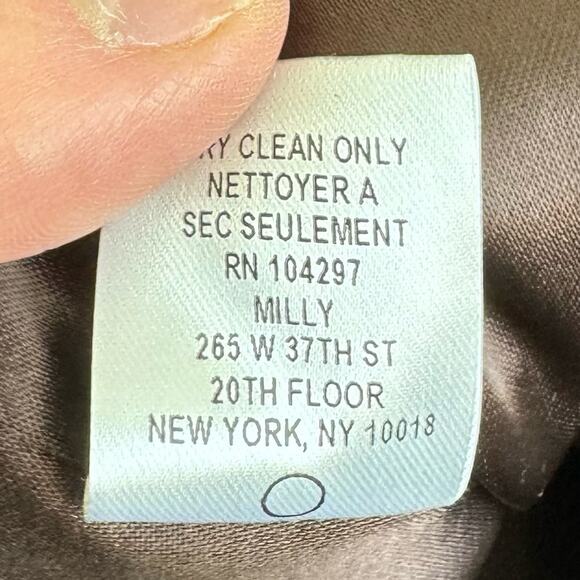 RY CLEAN ONLY
NETTOYER A
SEC SEULEMENT
RN 104297
MILLY
265 W 37TH ST
20TH FLOOR
NEW YORK, NY 10018